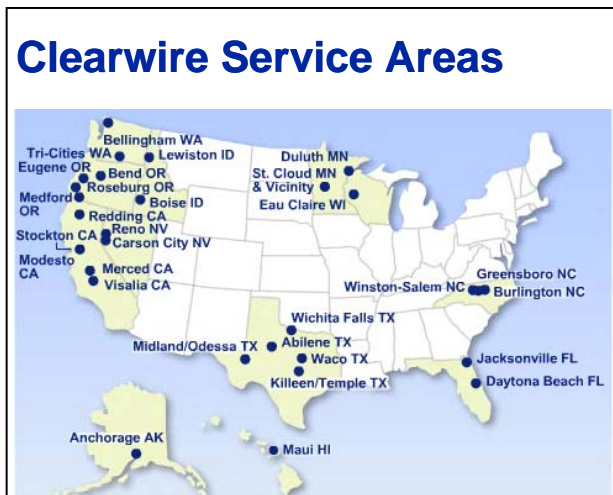 Clearwire Service Areas
Bellingham WA
Tri-Cities WA
Lewiston ID
Eugene OR
Bend OR
Roseburg OR
Medford
OR
Boise ID
Redding CA
Reno NV
Stockton CA
Carson City NV
Modesto
CA
Merced CA
Visalia CA
Duluth MN
St. Cloud MN
& Vicinity
Eau Claire WI
Greensboro NC
Winston-Salem NC
Burlington NC
Wichita Falls TX
Midland/Odessa TX
Abilene TX
Waco TX
Killeen/Temple TX
Jacksonville FL
Daytona Beach FL
Anchorage AK
Maui HI